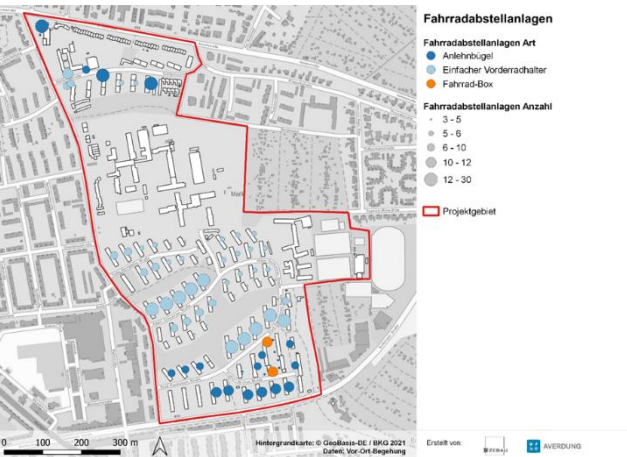 Fahrradabstellanlagen
Fahrradabstellanlagen Art
Anlehnbügel
Einfacher Vorderradhalter
Fahrrad-Box
Fahrradabstellanlagen Anzahl
3 - 5
5 - 6
6 - 10
10 - 12
12 - 30
Projektgebiet
0 100 200 300 m
Hintergrundkarte: © GeoBasis-DE / BKG 2021
Daten: Vor-Ort-Begehung
Erstellt von:
AVERDUNG